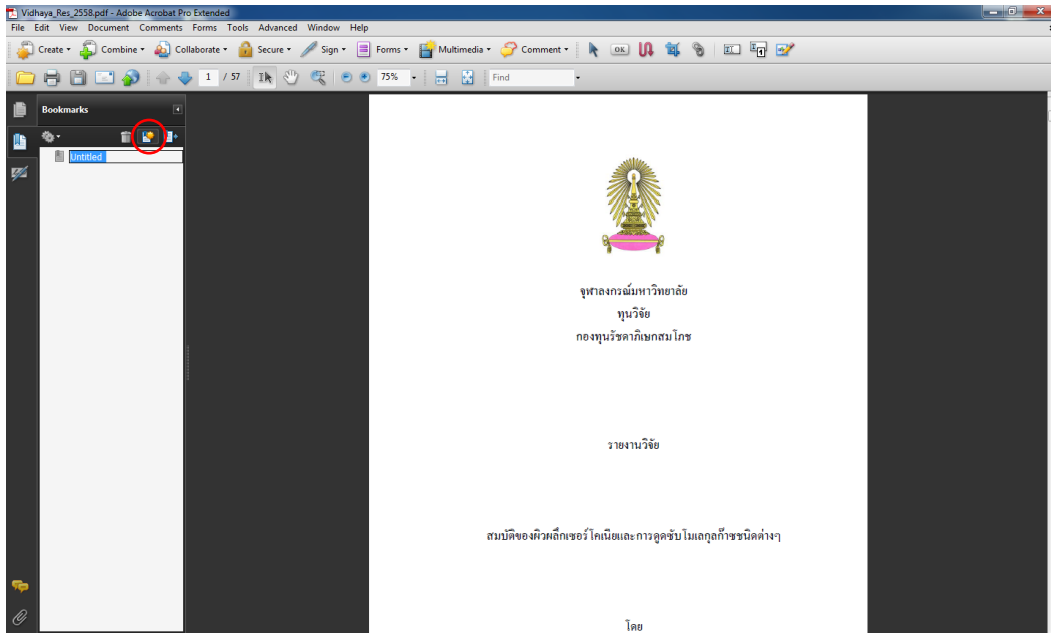 Vidhaya_Res_2558.pdf - Adobe Acrobat Pro Extended
File Edit View Document Comments Forms Tools Advanced Window Help
Create Combine Collaborate Secure Sign Forms Multimedia Comment OK
1 / 57 75% Find
Bookmarks
Untitled
จุฬาลงกรณ์มหาวิทยาลัย
ทุนวิจัย
กองทุนรัชดาภิเษกสมโภช
รายงานวิจัย
สมบัติของผิวผลึกเซอร์โคเนียและการดูดซับโมเลกุลก๊าซชนิดต่างๆ
โดย